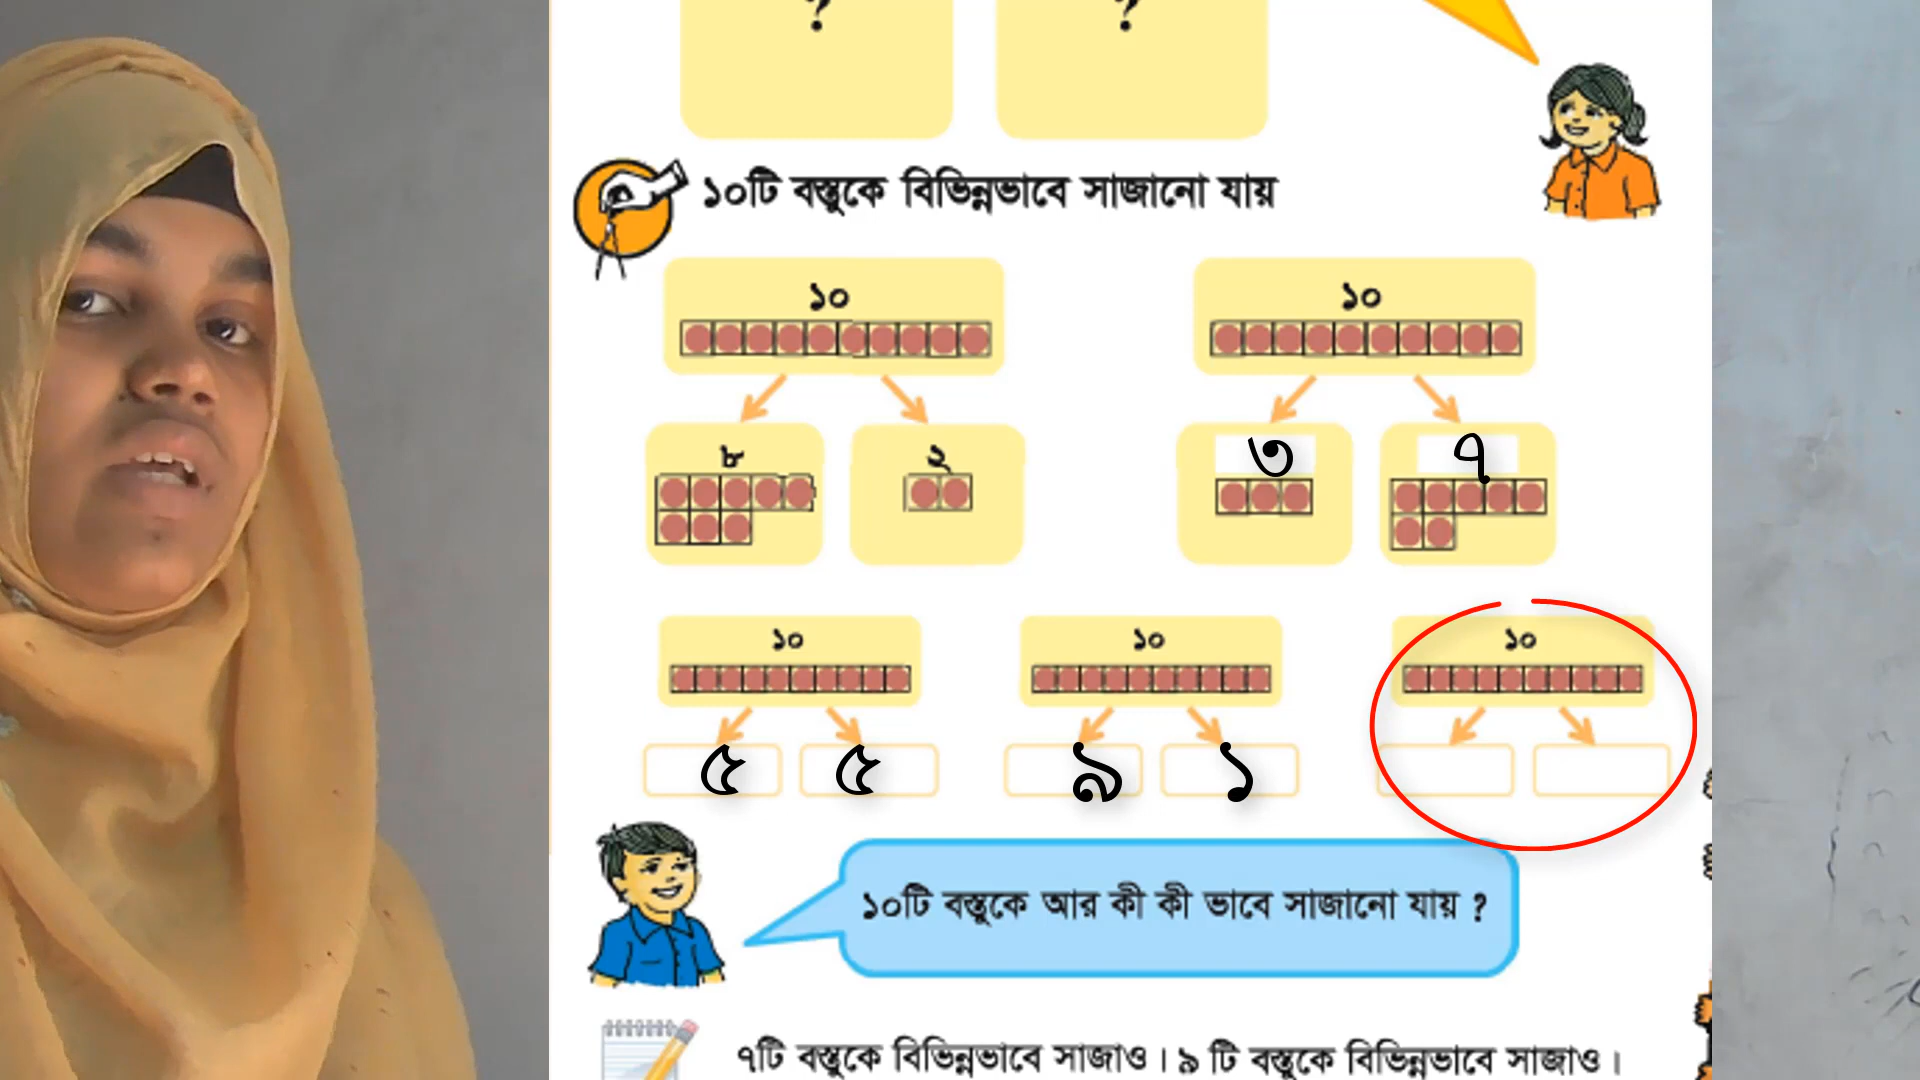 ? ?
১০টি বস্তুকে বিভিন্নভাবে সাজানো যায়
১০ ১০
৮ ২ ৩ ৭
১০ ১০ ১০
৫ ৫ ৯ ১
১০টি বস্তুকে আর কী কী ভাবে সাজানো যায় ?
৭টি বস্তুকে বিভিন্নভাবে সাজাও। ৯ টি বস্তুকে বিভিন্নভাবে সাজাও।